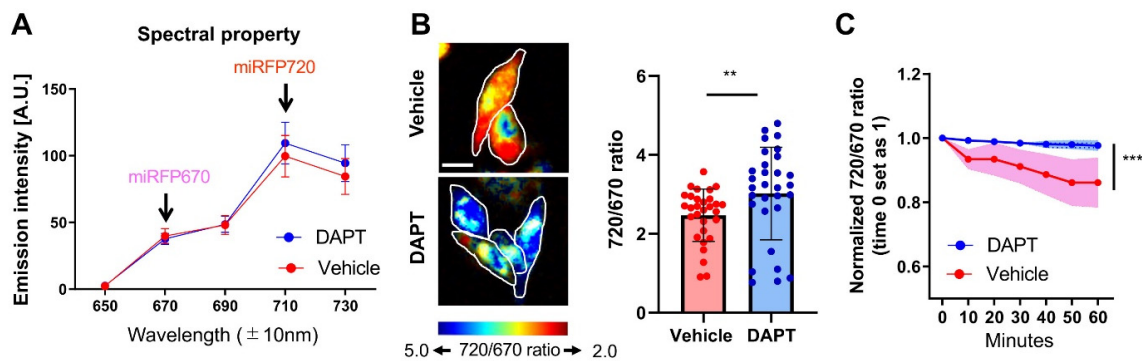 A
Spectral property
miRFP720
miRFP670
Emission intensity [A.U.]
150
100
50
0
650 670 690 710 730
Wavelength (±10nm)
DAPT
Vehicle
B
Vehicle
DAPT
5.0 720/670 ratio 2.0
**
720/670 ratio
6
4
2
0
Vehicle DAPT
C
Normalized 720/670 ratio
(time 0 set as 1)
1.2
1.0
0.8
0.6
***
DAPT
Vehicle
0 10 20 30 40 50 60
Minutes